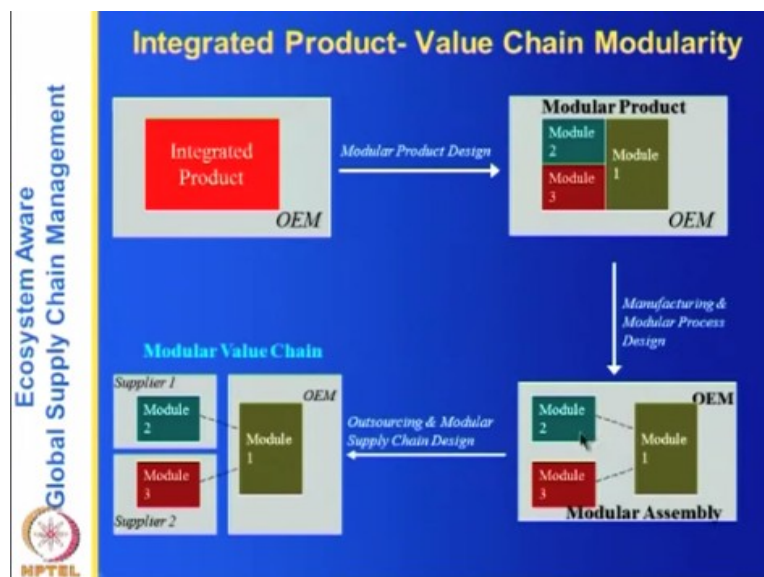 Integrated Product- Value Chain Modularity
Ecosystem Aware
Global Supply Chain Management
Integrated
Product
OEM
Modular Product Design
Modular Product
Module
2
Module
3
Module
1
OEM
Manufacturing &
Modular Process
Design
OEM
Module
2
Module
3
Module
1
Modular Assembly
Outsourcing & Modular
Supply Chain Design
Modular Value Chain
Supplier 1
Module
2
Module
3
Supplier 2
OEM
Module
1
NPTEL